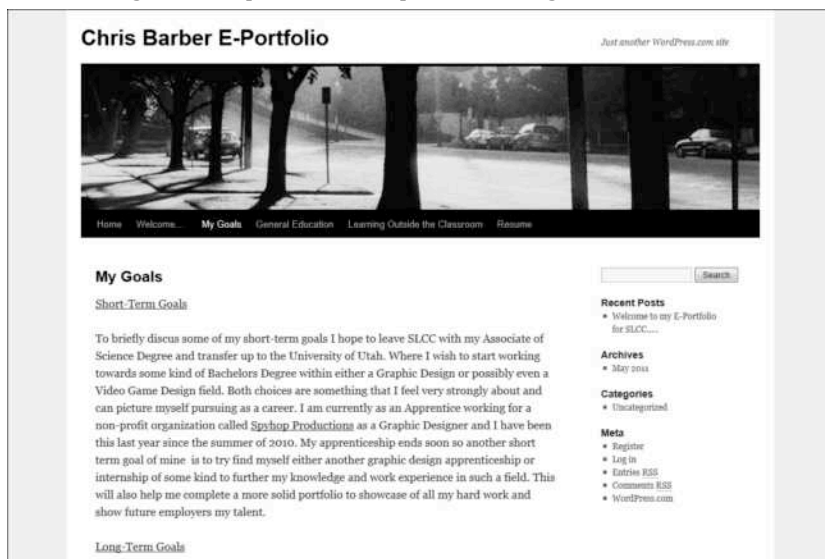 Chris Barber E-Portfolio
Just another WordPress.com site
Home Welcome.... My Goals General Education Learning Outside the Classroom Resume
My Goals
Short-Term Goals
To briefly discus some of my short-term goals I hope to leave SLCC with my Associate of
Science Degree and transfer up to the University of Utah. Where I wish to start working
towards some kind of Bachelors Degree within either a Graphic Design or possibly even a
Video Game Design field. Both choices are something that I feel very strongly about and
can picture myself pursuing as a career. I am currently as an Apprentice working for a
non-profit organization called Spyhop Productions as a Graphic Designer and I have been
this last year since the summer of 2010. My apprenticeship ends soon so another short
term goal of mine is to try find myself either another graphic design apprenticeship or
internship of some kind to further my knowledge and work experience in such a field. This
will also help me complete a more solid portfolio to showcase of all my hard work and
show future employers my talent.
Long-Term Goals
Search
Recent Posts
Welcome to my E-Portfolio
for SLCC.....
Archives
May 2011
Categories
Uncategorized
Meta
Register
Log in
Entries RSS
Comments RSS
WordPress.com